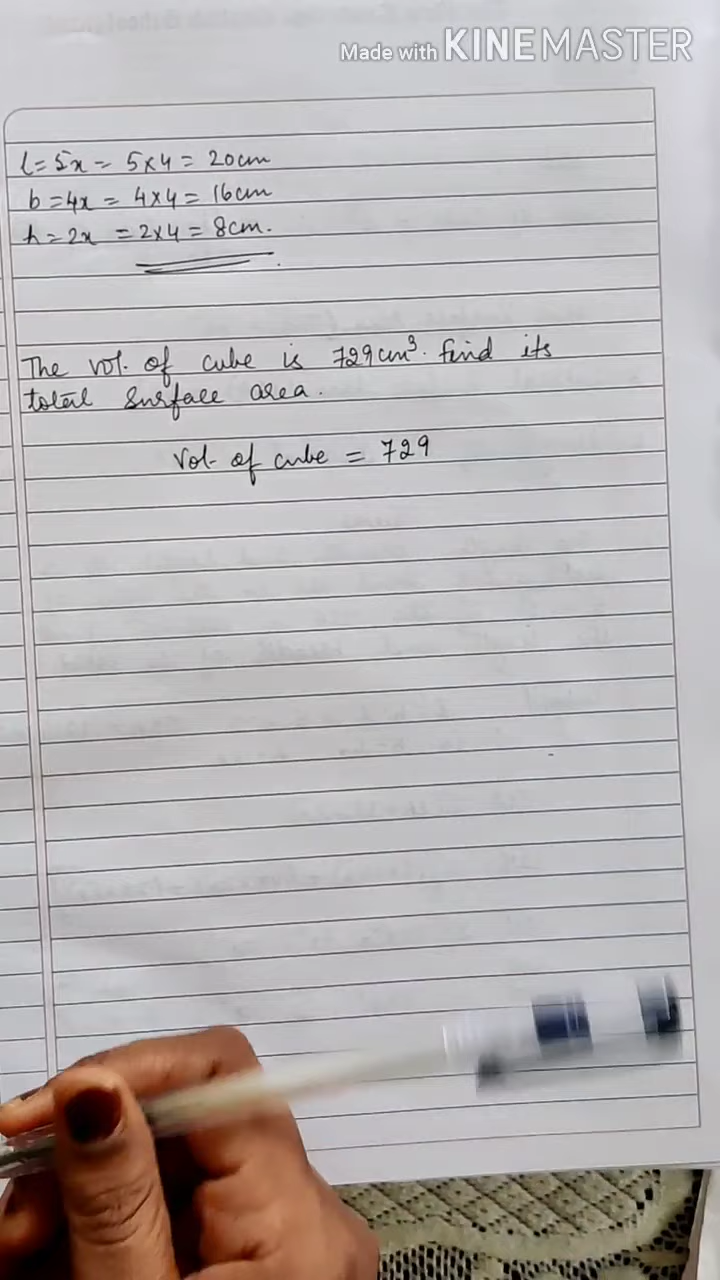 Made with KINEMASTER
l = 5x = 5×4 = 20cm
b = 4x = 4×4 = 16cm
h = 2x = 2×4 = 8cm.
The vol. of cube is 729cm³. find its
total surface area.
Vol. of cube = 729